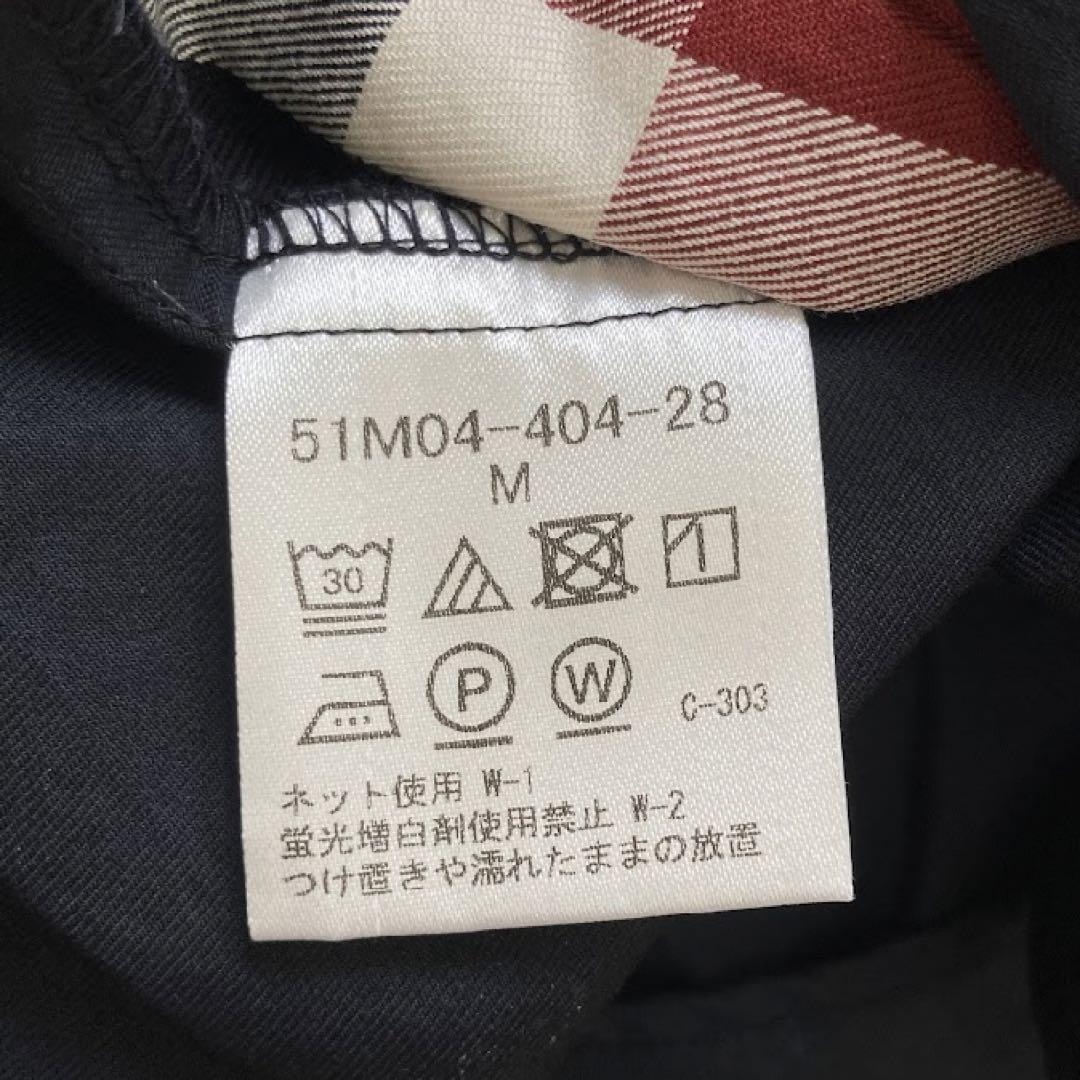 51M04-404-28
M
30
P W C-303
ネット使用 W-1
蛍光増白剤使用禁止 W-2
つけ置きや濡れたままの放置